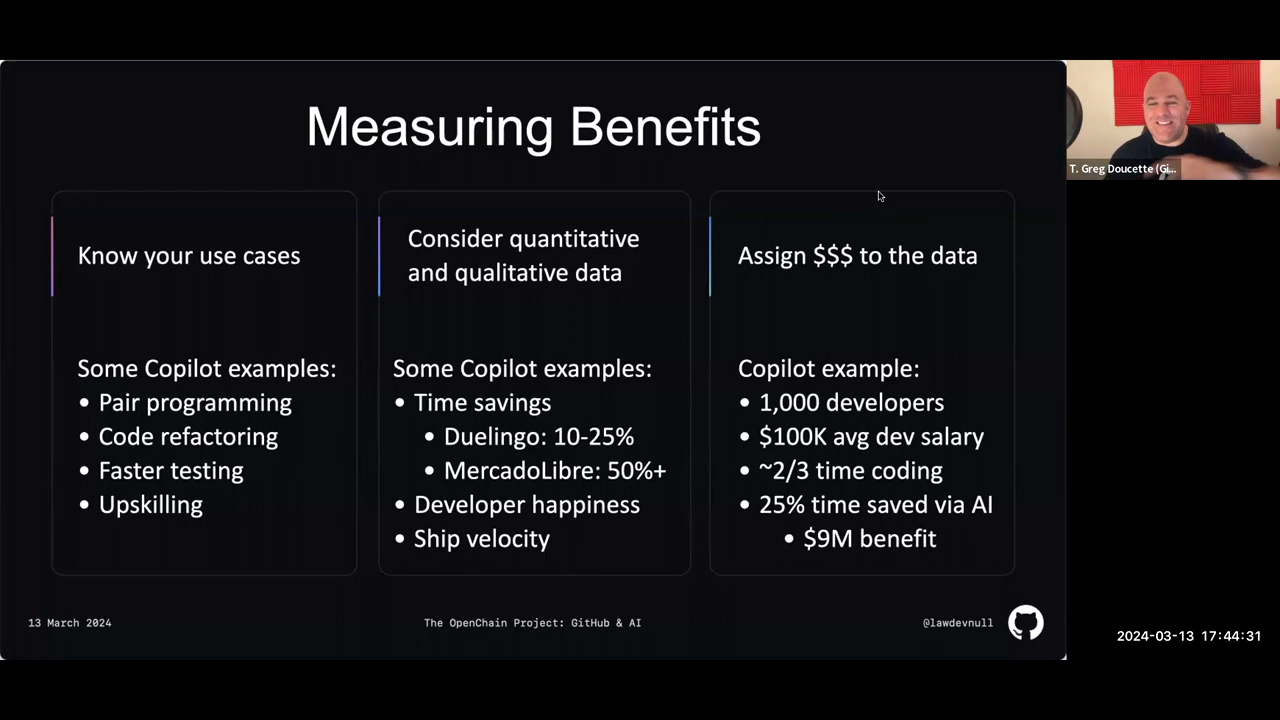 Measuring Benefits
Know your use cases
Some Copilot examples:
• Pair programming
• Code refactoring
• Faster testing
• Upskilling
Consider quantitative
and qualitative data
Some Copilot examples:
• Time savings
• Duelingo: 10-25%
• MercadoLibre: 50%+
• Developer happiness
• Ship velocity
Assign $$$ to the data
Copilot example:
• 1,000 developers
• $100K avg dev salary
• ~2/3 time coding
• 25% time saved via AI
• $9M benefit
13 March 2024
The OpenChain Project: GitHub & AI
@lawdevnull
T. Greg Doucette (Gi...
2024-03-13 17:44:31